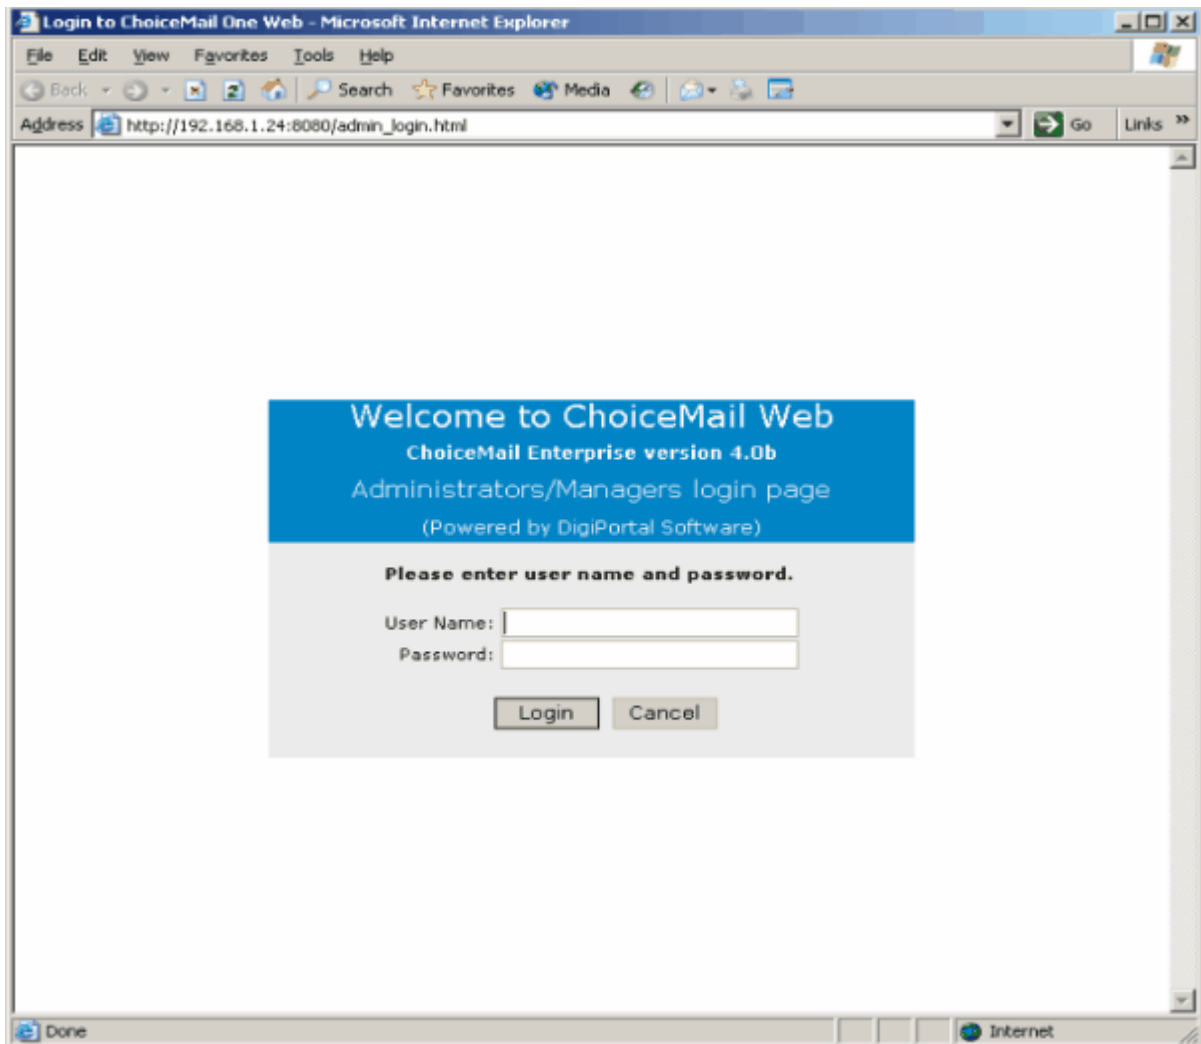 Login to ChoiceMail One Web - Microsoft Internet Explorer
File Edit View Favorites Tools Help
Back Search Favorites Media
Address http://192.168.1.24:8080/admin_login.html Go Links »
Welcome to ChoiceMail Web
ChoiceMail Enterprise version 4.0b
Administrators/Managers login page
(Powered by DigiPortal Software)
Please enter user name and password.
User Name:
Password:
Login Cancel
Done Internet